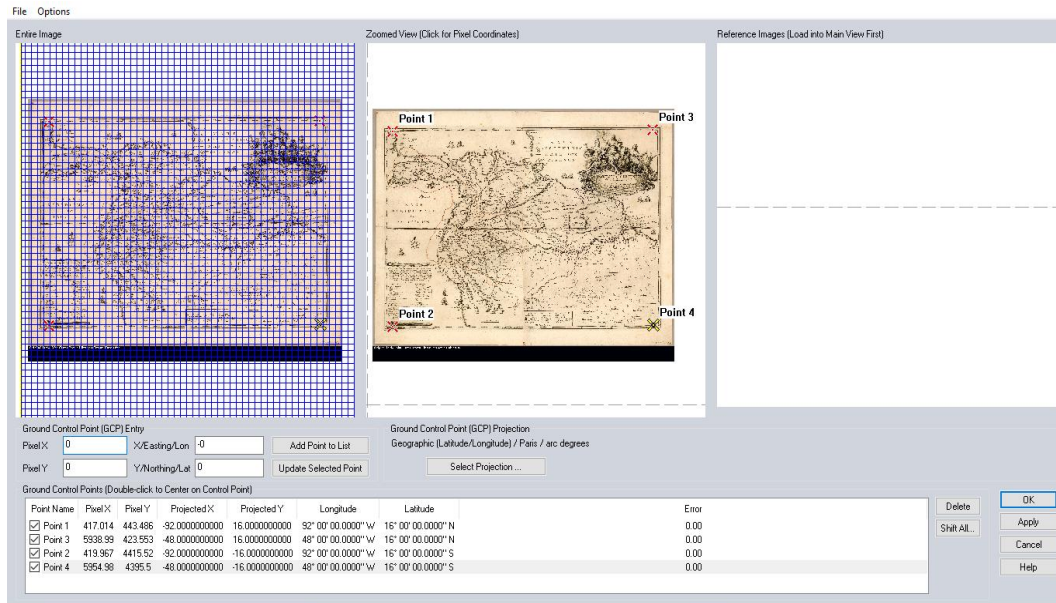 File Options
Entire Image
Zoomed View (Click for Pixel Coordinates)
Reference Images (Load into Main View First)
Point 1
Point 3
Point 2
Point 4
Ground Control Point (GCP) Entry
Pixel X 0 X/Easting/Lon -0 Add Point to List
Pixel Y 0 Y/Northing/Lat 0 Update Selected Point
Ground Control Point (GCP) Projection
Geographic (Latitude/Longitude) / Paris / arc degrees
Select Projection ...
Ground Control Points (Double-click to Center on Control Point)
Point Name Pixel X Pixel Y Projected X Projected Y Longitude Latitude Error
Point 1 417.014 443.486 -92.0000000000 16.0000000000 92° 00' 00.0000" W 16° 00' 00.0000" N 0.00
Point 3 5938.99 423.553 -48.0000000000 16.0000000000 48° 00' 00.0000" W 16° 00' 00.0000" N 0.00
Point 2 419.967 4415.52 -92.0000000000 -16.0000000000 92° 00' 00.0000" W 16° 00' 00.0000" S 0.00
Point 4 5954.98 4395.5 -48.0000000000 -16.0000000000 48° 00' 00.0000" W 16° 00' 00.0000" S 0.00
Delete
Shift All...
OK
Apply
Cancel
Help